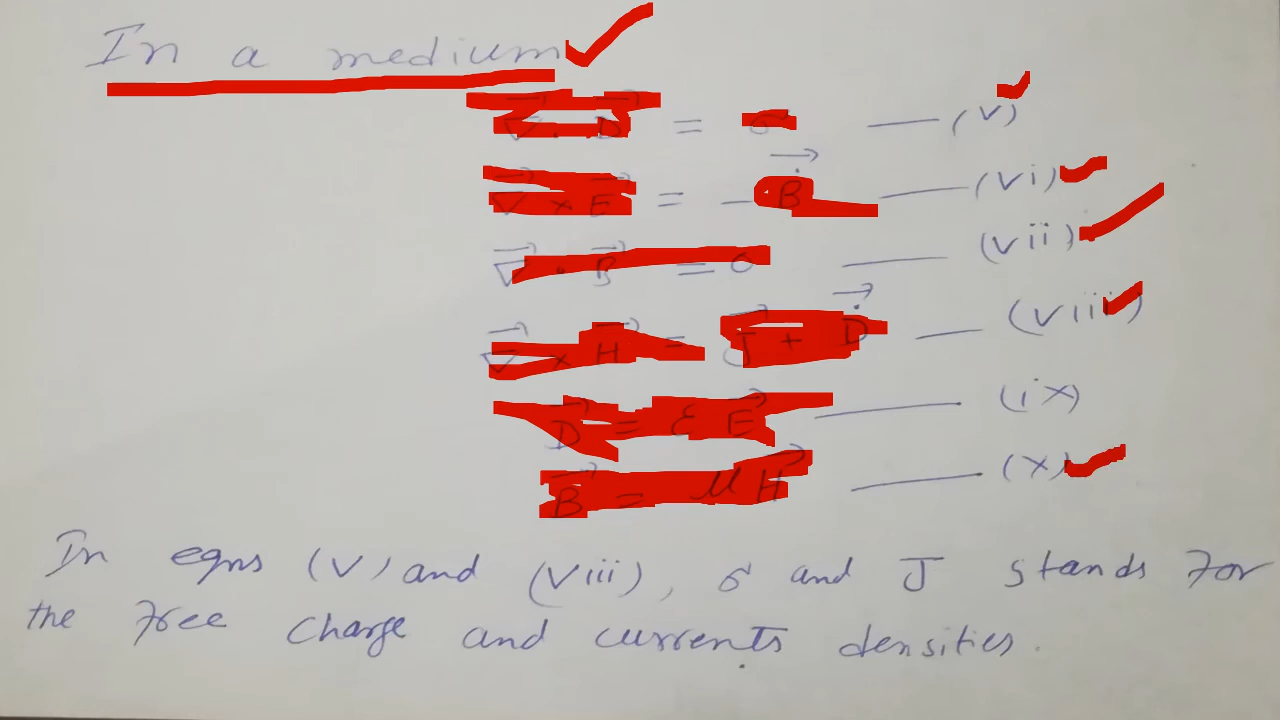 In a medium
∇⃗ · D⃗ = σ —— (v)
∇⃗ × E⃗ = - Ḃ⃗ —— (vi)
∇⃗ · B⃗ = 0 —— (vii)
∇⃗ × H⃗ = J⃗ + Ḋ⃗ —— (viii)
D⃗ = ε E⃗ —— (ix)
B⃗ = μ H⃗ —— (x)
In eqns (v) and (viii), σ and J stands for
the free charge and currents densities.